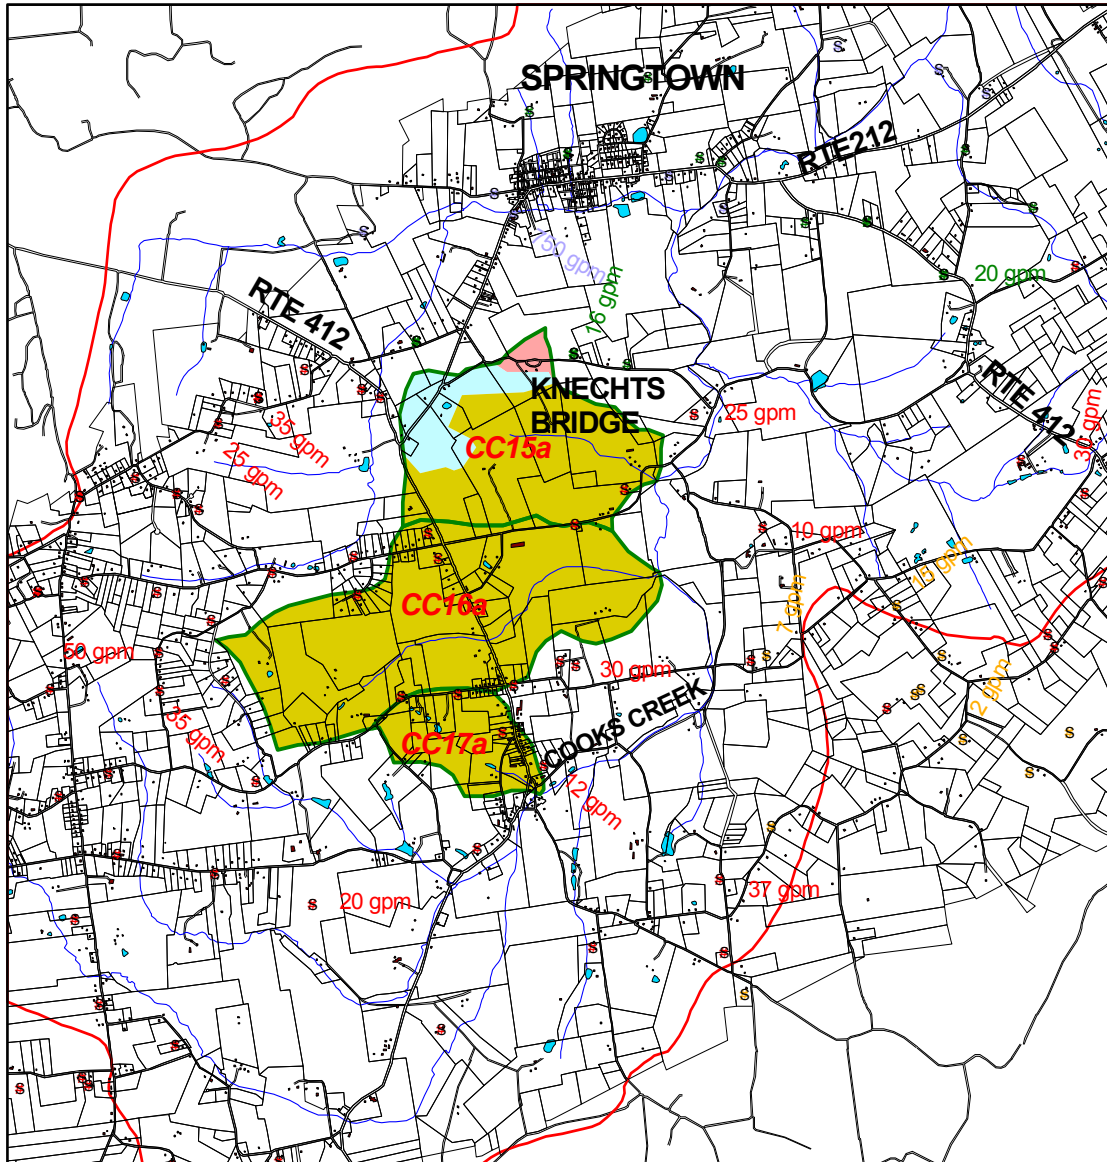 SPRINGTOWN
RTE212
750 gpm
16 gpm
20 gpm
RTE 412
RTE 412
KNECHTS
BRIDGE
25 gpm
30 gpm
35 gpm
25 gpm
CC15a
10 gpm
15 gpm
7 gpm
CC16a
50 gpm
30 gpm
2 gpm
35 gpm
CC17a
COOKS CREEK
12 gpm
37 gpm
20 gpm